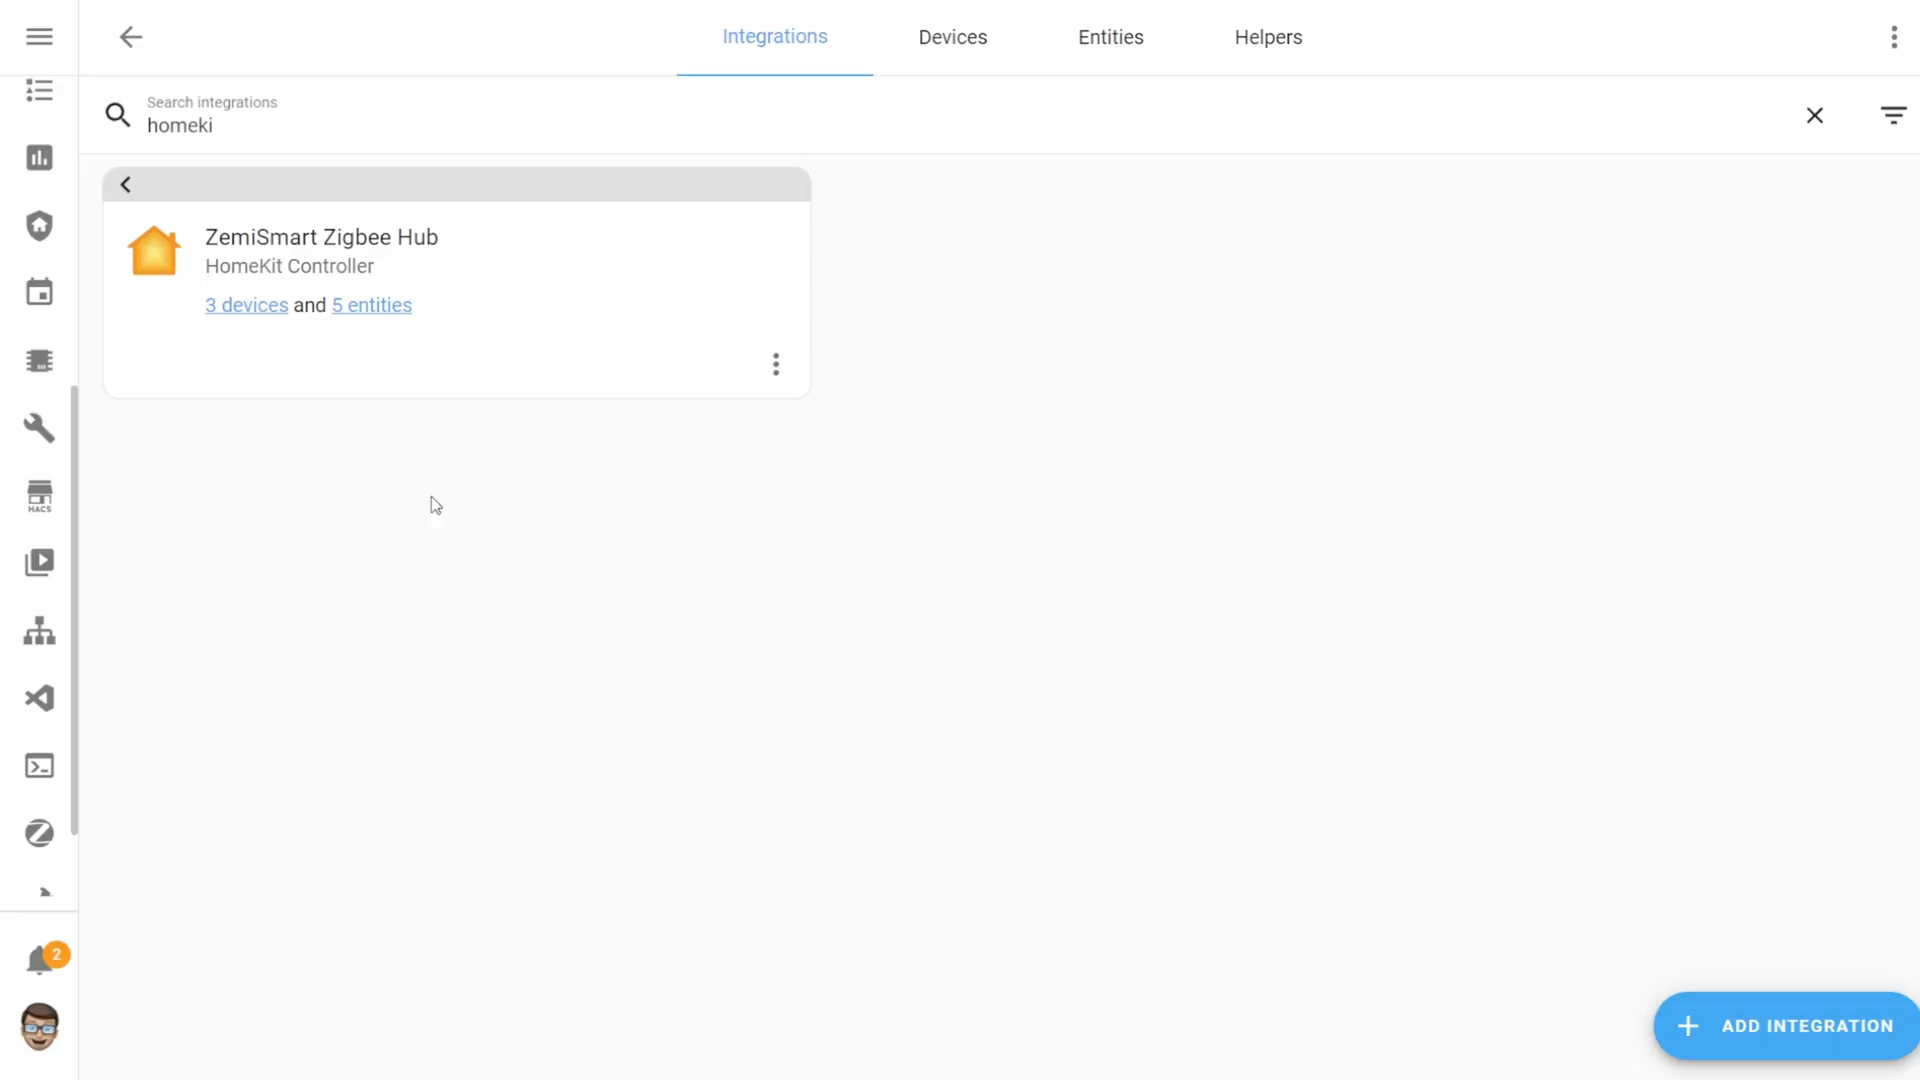 Integrations
Devices
Entities
Helpers
Search integrations
homeki
ZemiSmart Zigbee Hub
HomeKit Controller
3 devices and 5 entities
HACS
2
ADD INTEGRATION